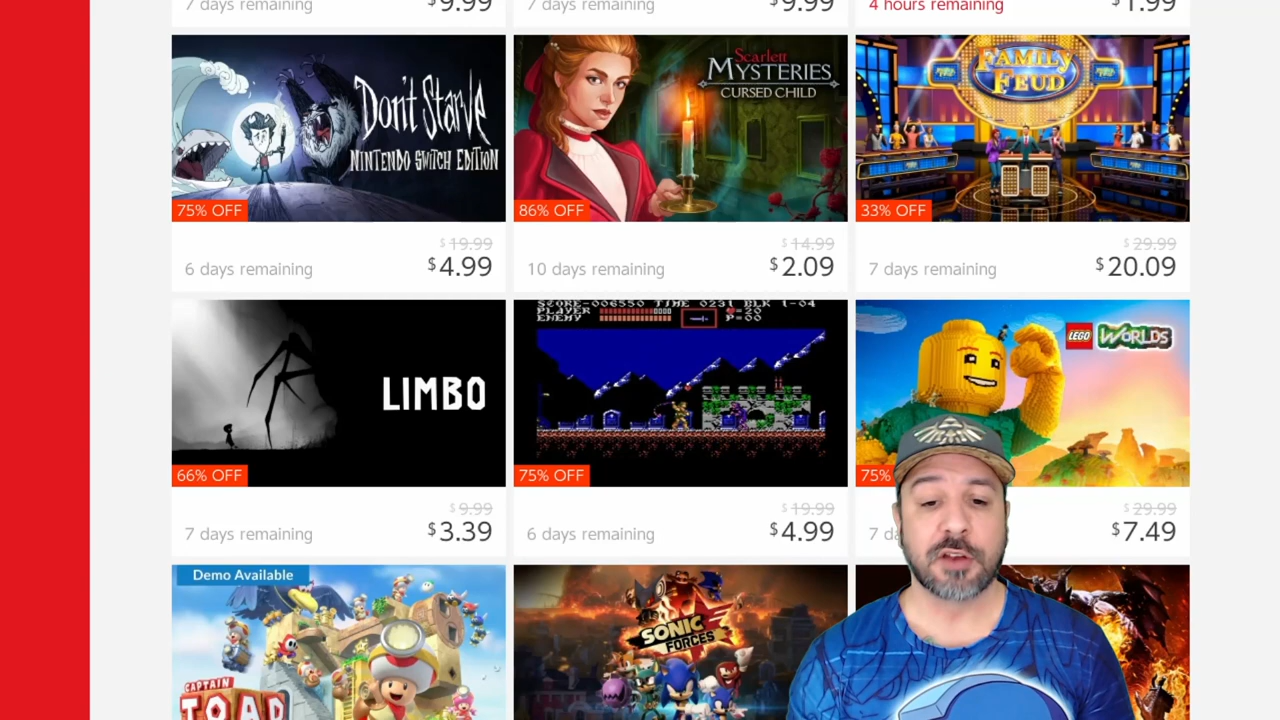 7 days remaining
$9.99
7 days remaining
$9.99
4 hours remaining
$1.99
Don't Starve
NINTENDO SWITCH EDITION
75% OFF
$19.99
6 days remaining
$4.99
Scarlett
MYSTERIES
CURSED CHILD
86% OFF
$14.99
10 days remaining
$2.09
FAMILY
FEUD
33% OFF
$29.99
7 days remaining
$20.09
LIMBO
66% OFF
$9.99
7 days remaining
$3.39
SCORE-006550 TIME 0231 BLK 1-04
PLAYER
ENEMY
-20
P=00
75% OFF
$19.99
6 days remaining
$4.99
LEGO WORLDS
75%
$29.99
7 da
$7.49
Demo Available
CAPTAIN
TOAD
SONIC
FORCES